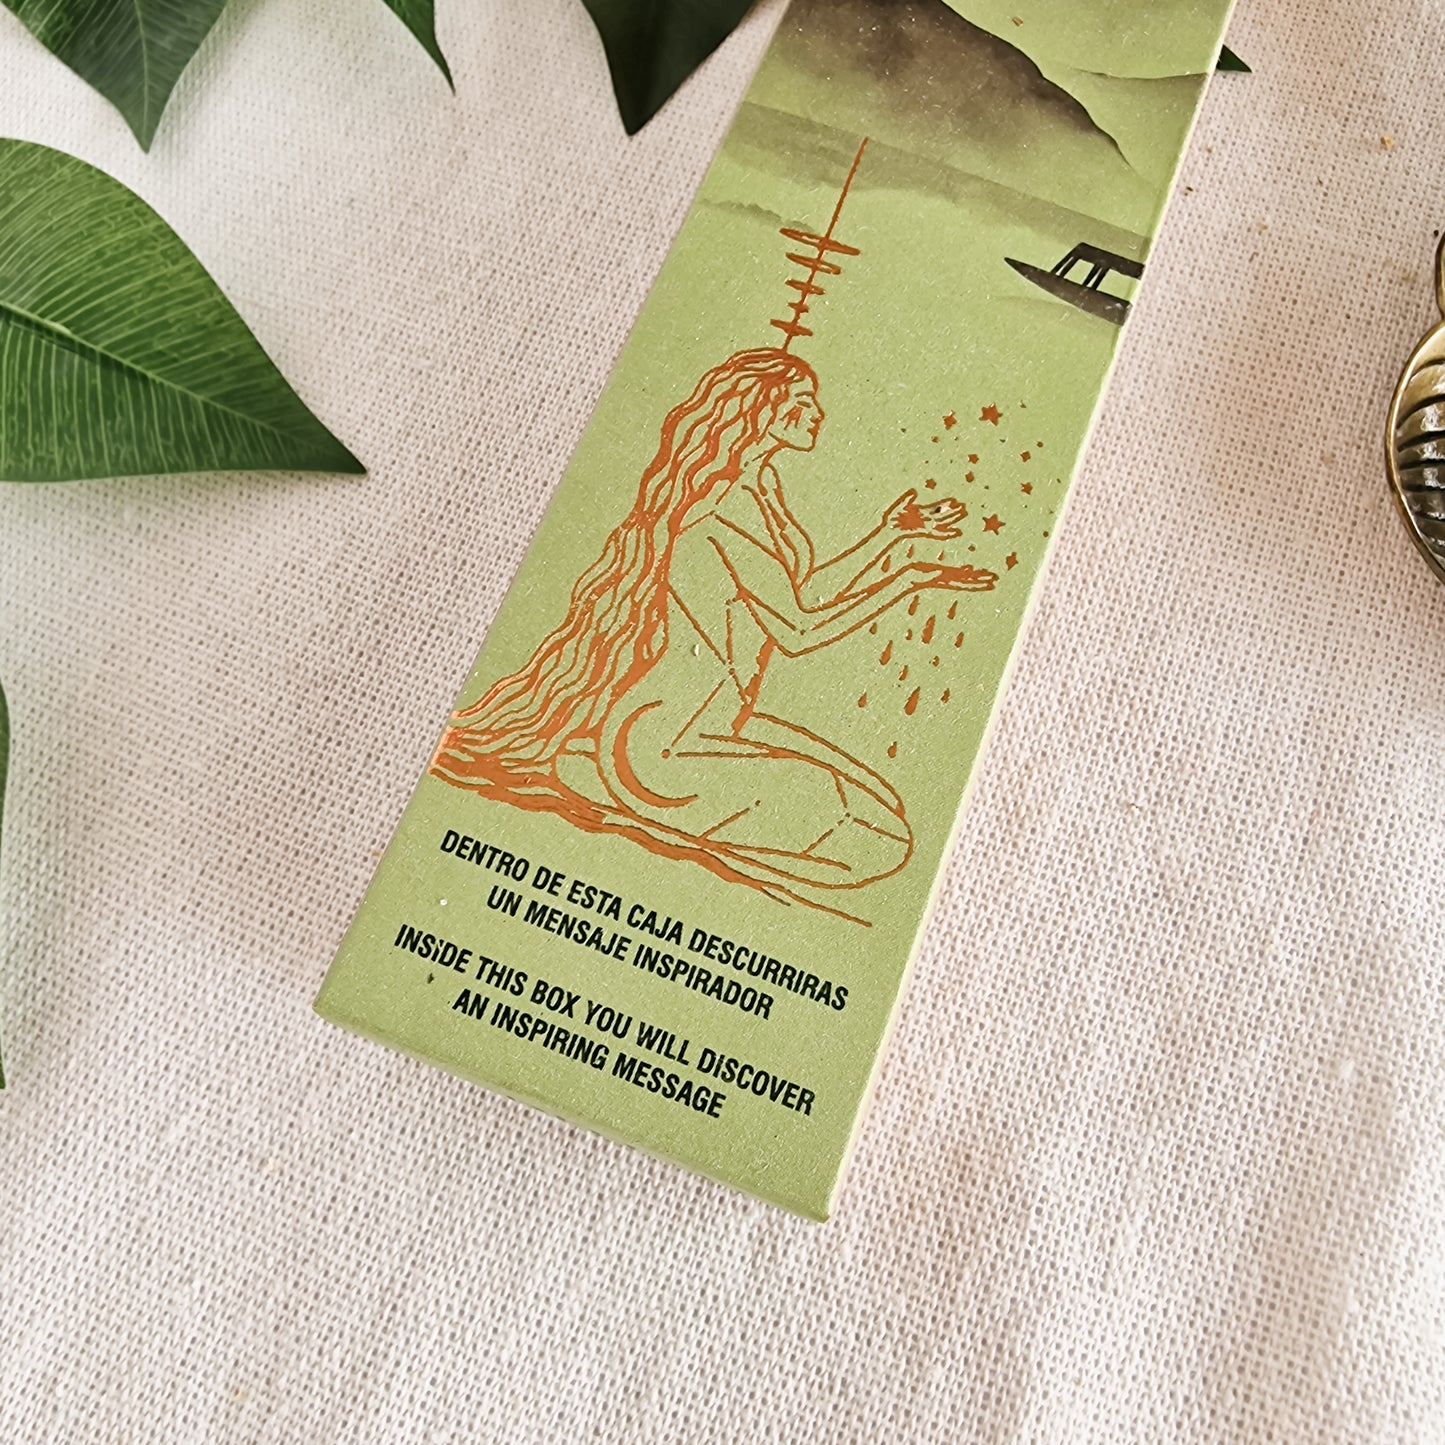 DENTRO DE ESTA CAJA DESCURRIRAS
UN MENSAJE INSPIRADOR
INSIDE THIS BOX YOU WILL DISCOVER
AN INSPIRING MESSAGE